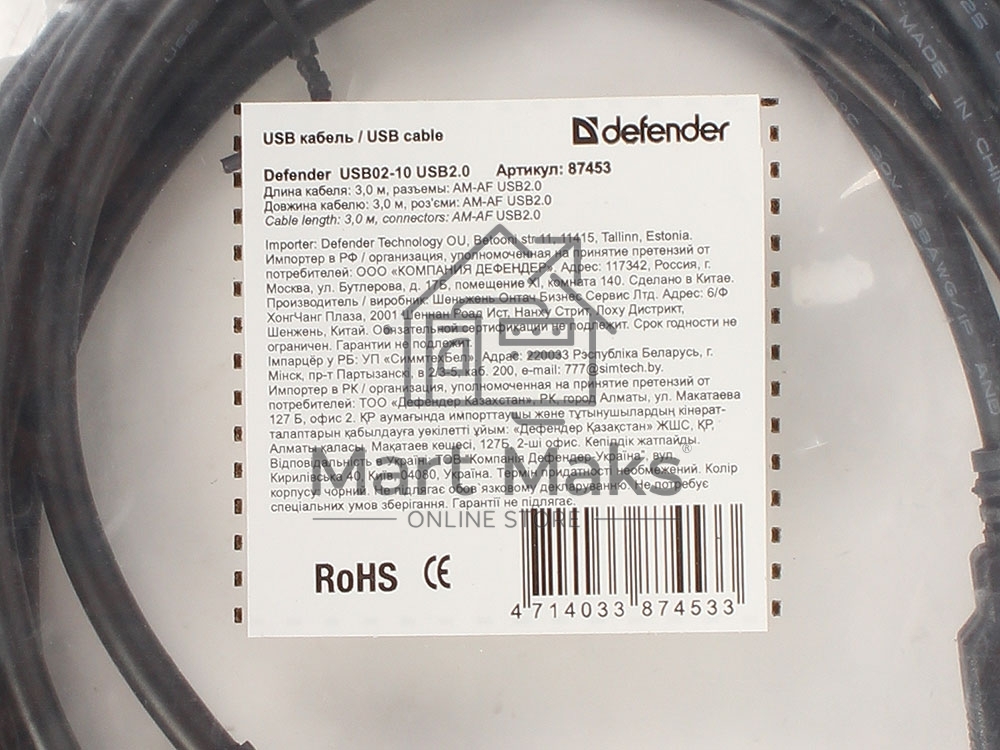 USB кабель / USB cable
defender
Defender USB02-10 USB2.0 Артикул: 87453
Длина кабеля: 3,0 м, разъемы: AM-AF USB2.0
Довжина кабелю: 3,0 м, роз'єми: AM-AF USB2.0
Cable length: 3,0 м, connectors: AM-AF USB2.0
Importer: Defender Technology OU, Betooni str 11, 11415, Tallinn, Estonia.
Импортер в РФ / организация, уполномоченная на принятие претензий от
потребителей: ООО «КОМПАНИЯ ДЕФЕНДЕР». Адрес: 117342, Россия, г.
Москва, ул. Бутлерова, д. 17Б, помещение XI, комната 140. Сделано в Китае.
Производитель / виробник: Шеньжень Онтач Бизнес Сервис Лтд. Адрес: 6/Ф
ХонгЧанг Плаза, 2001 Шеннан Роад Ист, Нанху Стрит, Лоху Дистрикт,
Шенжень, Китай. Обязательной сертификации не подлежит. Срок годности не
ограничен. Гарантии не подлежит.
Імпарцёр у РБ: УП «СиммтехБел». Адрас: 220033 Рэспубліка Беларусь, г.
Мінск, пр-т Партызанскі, в 2/3-5, каб. 200, e-mail: 777@simtech.by.
Импортер в РК / организация, уполномоченная на принятие претензий от
потребителей: ТОО «Дефендер Казахстан», РК, город Алматы, ул. Макатаева
127 Б, офис 2. ҚР аумағында импорттаушы және тұтынушылардың кінәрат-
талаптарын қабылдауға уәкілетті ұйым: «Дефендер Қазақстан» ЖШС, ҚР,
Алматы қаласы, Мақатаев көшесі, 127Б, 2-ші офис. Кепілдік жатпайды.
Відповідальність в Україні: ТОВ "Компанія Дефендер Україна", вул.
Кирилівська, 40, Київ, 04080, Україна. Термін придатності необмежений. Колір
корпусу: чорний. Не підлягає обов'язковому декларуванню. Не потребує
спеціальних умов зберігання. Гарантії не підлягає.
Mart Maks®
ONLINE STORE
RoHS CE
4 714033 874533
MADE IN CHINA